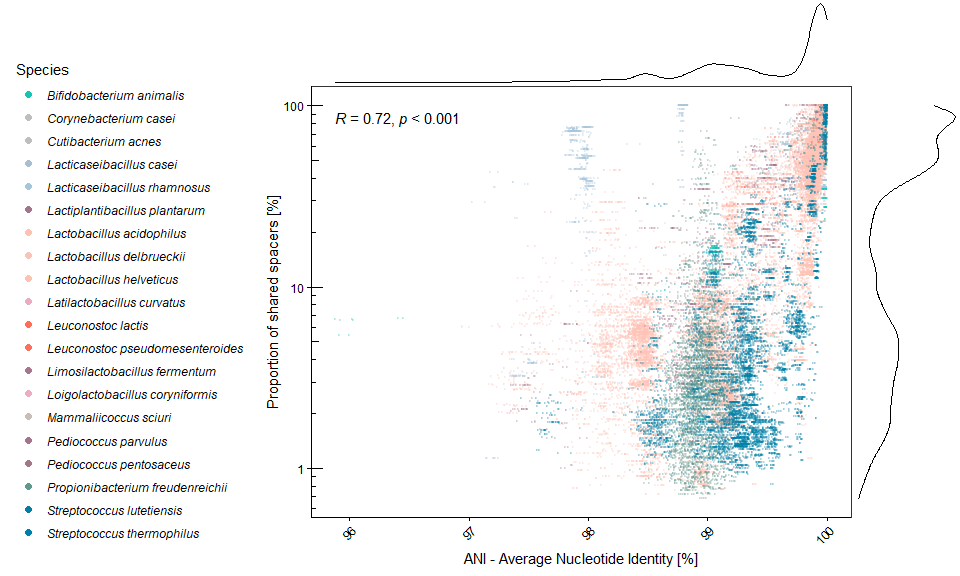 Species
Bifidobacterium animalis
Corynebacterium casei
Cutibacterium acnes
Lacticaseibacillus casei
Lacticaseibacillus rhamnosus
Lactiplantibacillus plantarum
Lactobacillus acidophilus
Lactobacillus delbrueckii
Lactobacillus helveticus
Latilactobacillus curvatus
Leuconostoc lactis
Leuconostoc pseudomesenteroides
Limosilactobacillus fermentum
Loigolactobacillus coryniformis
Mammaliicoccus sciuri
Pediococcus parvulus
Pediococcus pentosaceus
Propionibacterium freudenreichii
Streptococcus lutetiensis
Streptococcus thermophilus
Proportion of shared spacers [%]
100
10
1
R = 0.72, p < 0.001
96
97
98
99
100
ANI - Average Nucleotide Identity [%]